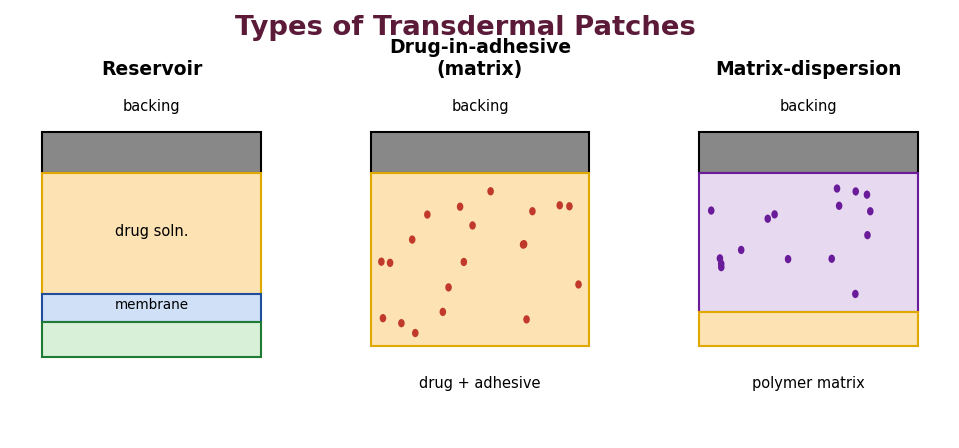 Types of Transdermal Patches
Reservoir
backing
drug soln.
membrane
Drug-in-adhesive
(matrix)
backing
drug + adhesive
Matrix-dispersion
backing
polymer matrix